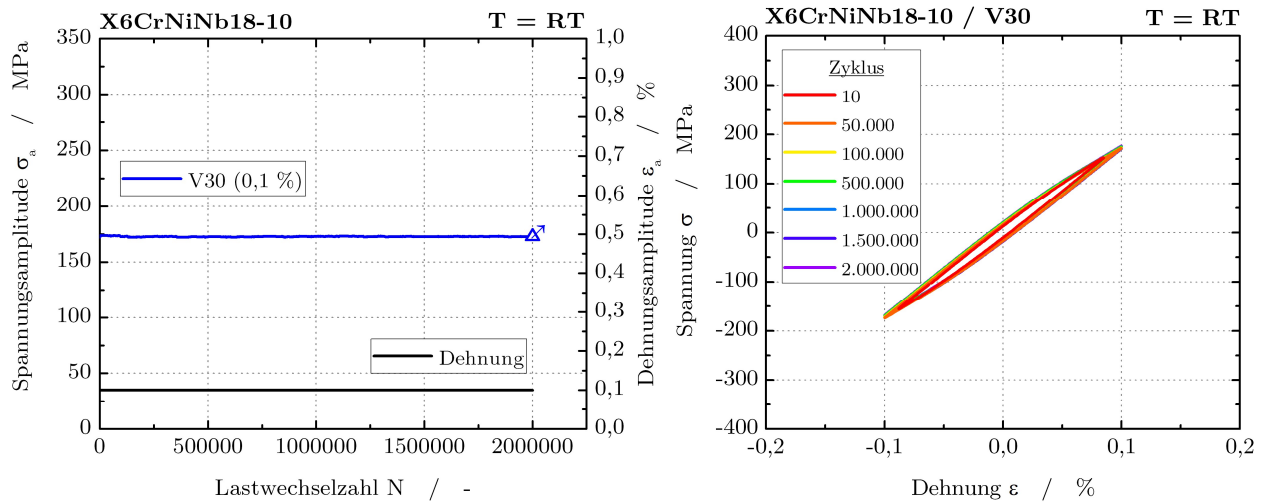 X6CrNiNb18-10 T = RT
Spannungsamplitude σa / MPa
350
300
250
200
150
100
50
0
V30 (0,1 %)
Dehnung
1,0
0,9
0,8
0,7
0,6
0,5
0,4
0,3
0,2
0,1
0,0
Dehnungsamplitude εa / %
0 500000 1000000 1500000 2000000
Lastwechselzahl N / -
X6CrNiNb18-10 / V30 T = RT
Spannung σ / MPa
400
300
200
100
0
-100
-200
-300
-400
Zyklus
10
50.000
100.000
500.000
1.000.000
1.500.000
2.000.000
-0,2 -0,1 0,0 0,1 0,2
Dehnung ε / %